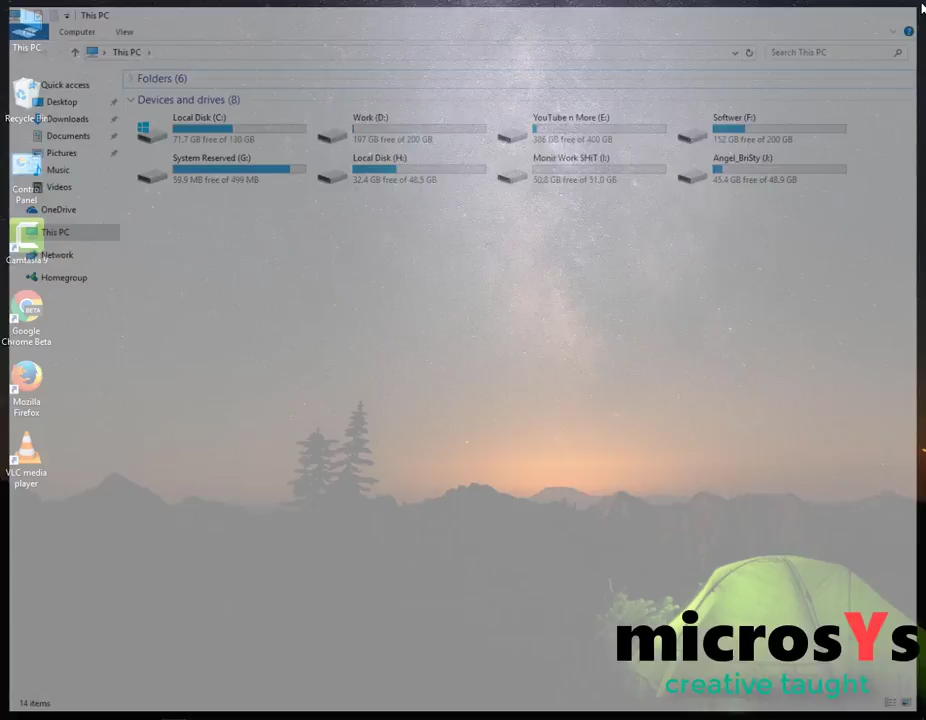 This PC
Computer
View
This PC
Search This PC
This PC
Quick access
Desktop
Downloads
Documents
Pictures
Music
Videos
OneDrive
This PC
Network
Homegroup
Recycle Bin
Control
Panel
Camtasia 9
Google
Chrome Beta
BETA
Mozilla
Firefox
VLC media
player
Folders (6)
Devices and drives (8)
Local Disk (C:)
71.7 GB free of 130 GB
Work (D:)
197 GB free of 200 GB
YouTube n More (E:)
386 GB free of 400 GB
Softwer (F:)
152 GB free of 200 GB
System Reserved (G:)
59.9 MB free of 499 MB
Local Disk (H:)
32.4 GB free of 48.5 GB
Monir Work SHiT (I:)
50.8 GB free of 51.0 GB
Angel_BriSty (J:)
45.4 GB free of 48.9 GB
microsYs
creative taught
14 items